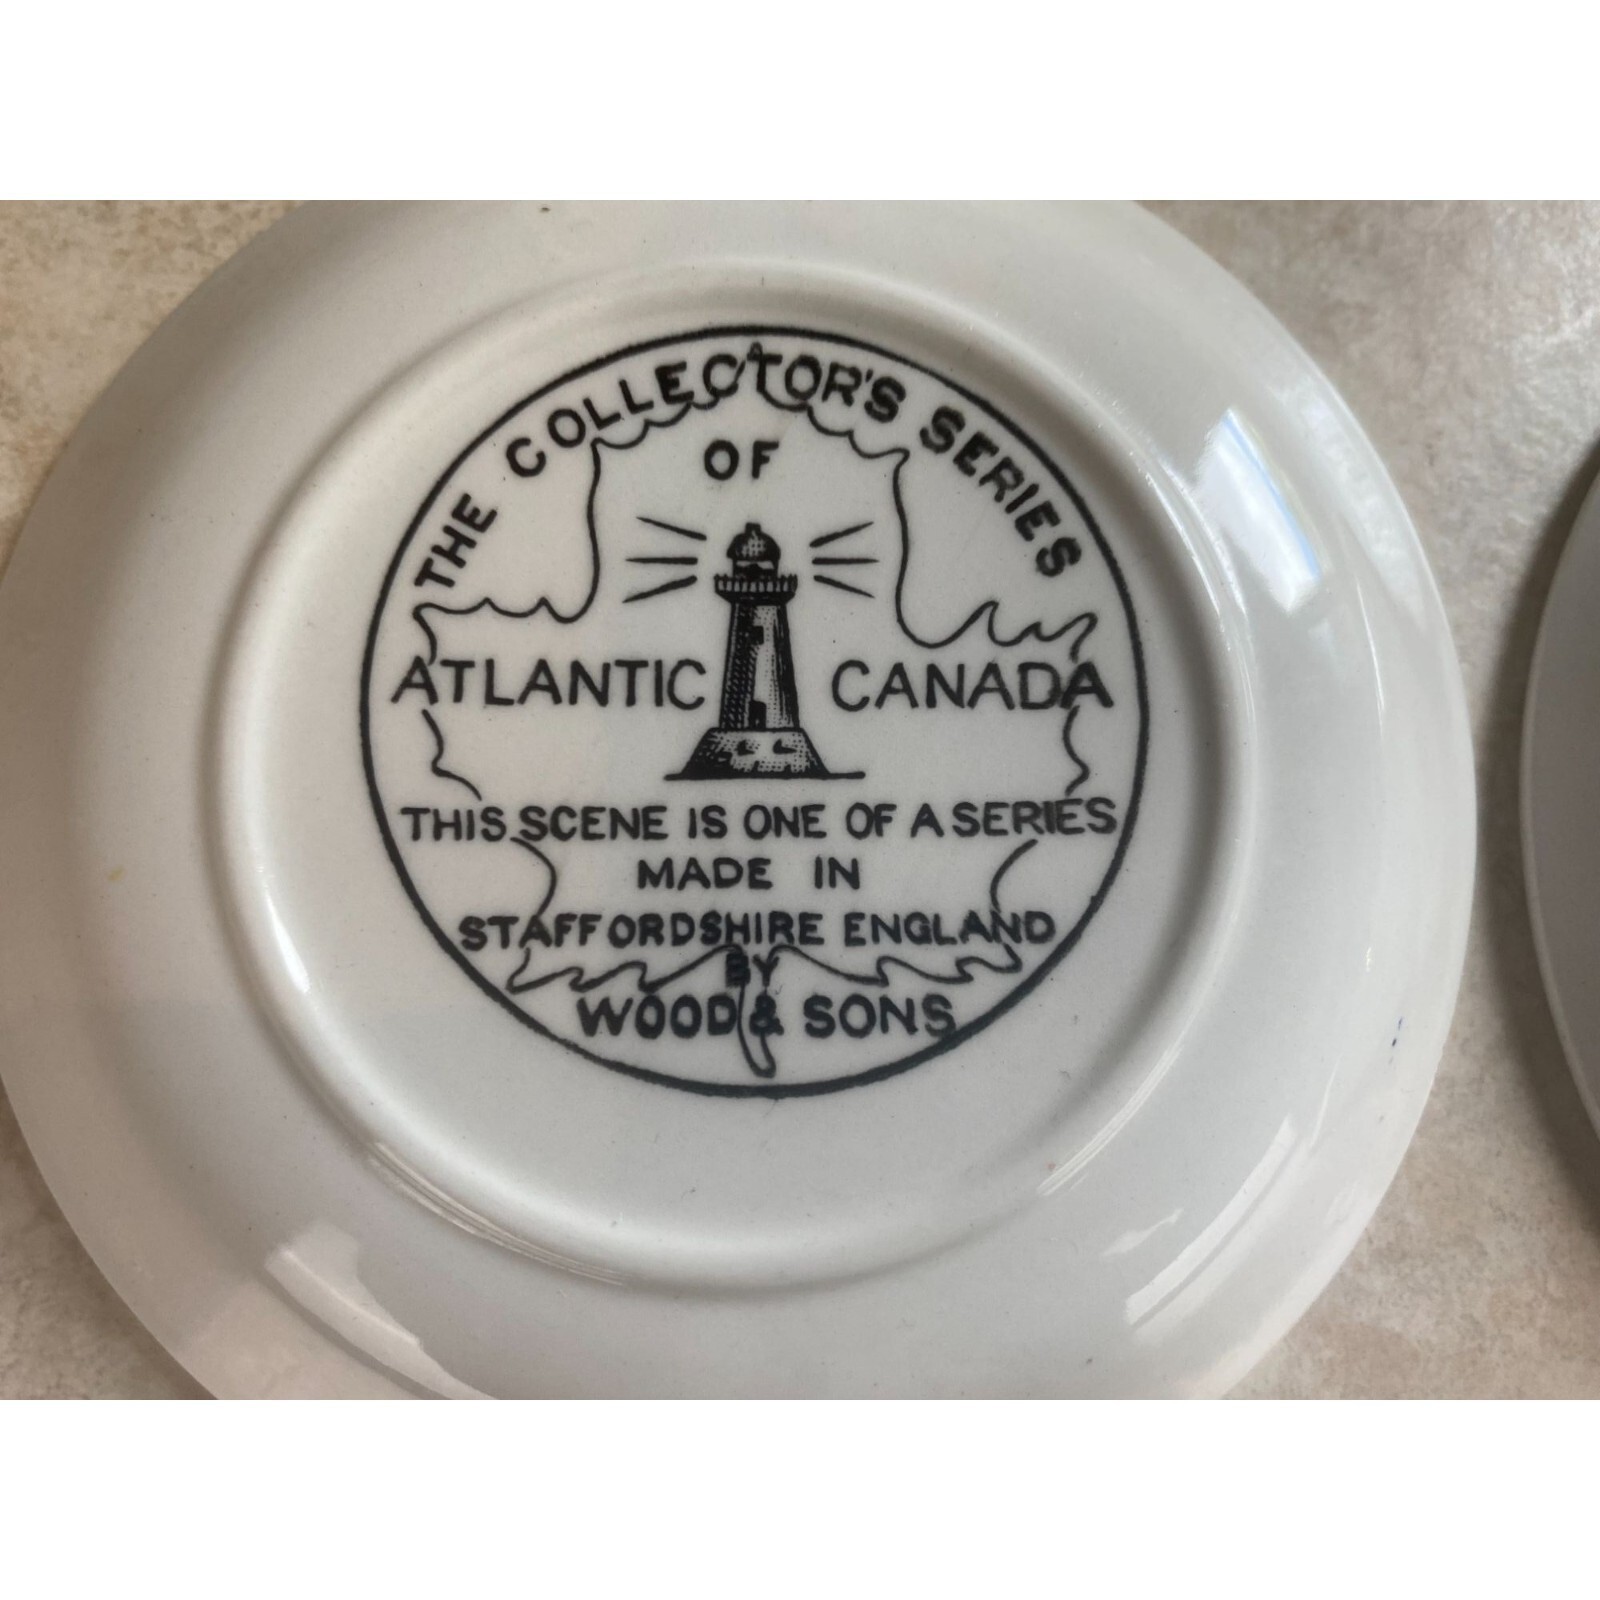 THE COLLECTOR'S SERIES
OF
ATLANTIC CANADA
THIS SCENE IS ONE OF A SERIES
MADE IN
STAFFORDSHIRE ENGLAND
BY
WOOD & SONS